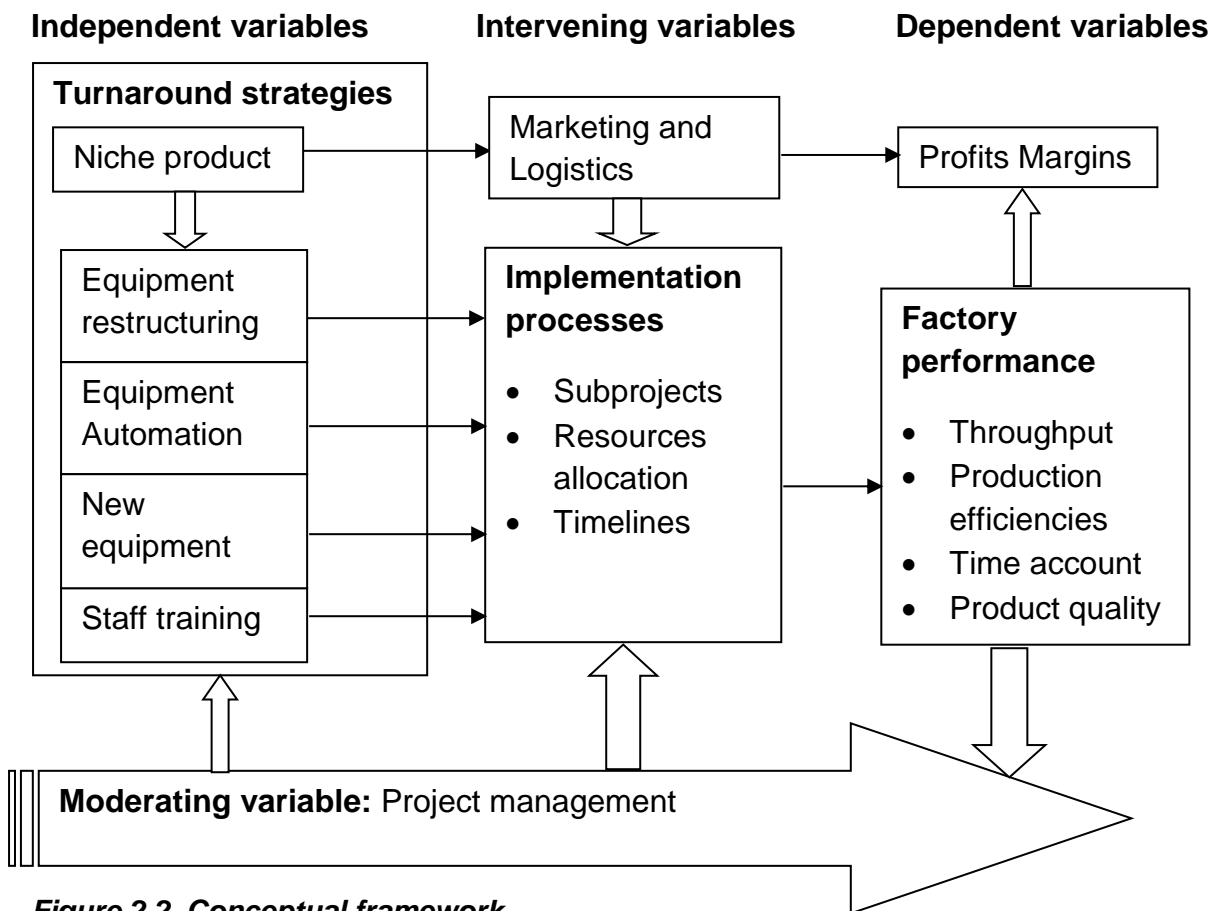 Independent variables
Intervening variables
Dependent variables
Turnaround strategies
Niche product
Equipment
restructuring
Equipment
Automation
New
equipment
Staff training
Marketing and
Logistics
Implementation
processes
• Subprojects
• Resources
allocation
• Timelines
Profits Margins
Factory
performance
• Throughput
• Production
efficiencies
• Time account
• Product quality
Moderating variable: Project management
Figure 2.2. Conceptual framework